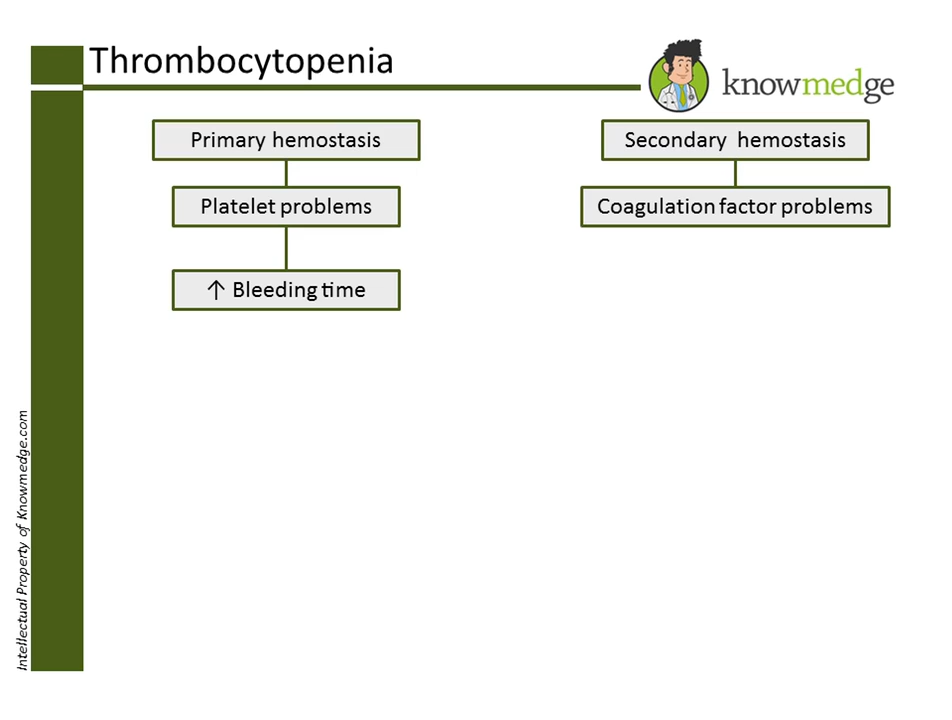 Thrombocytopenia
knowmedge
Primary hemostasis
Secondary hemostasis
Platelet problems
Coagulation factor problems
↑ Bleeding time
Intellectual Property of Knowmedge.com